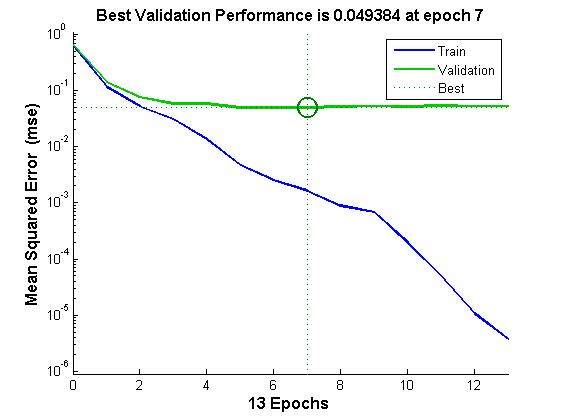 Best Validation Performance is 0.049384 at epoch 7
Train
Validation
Best
Mean Squared Error (mse)
10^0
10^-1
10^-2
10^-3
10^-4
10^-5
10^-6
0 2 4 6 8 10 12
13 Epochs